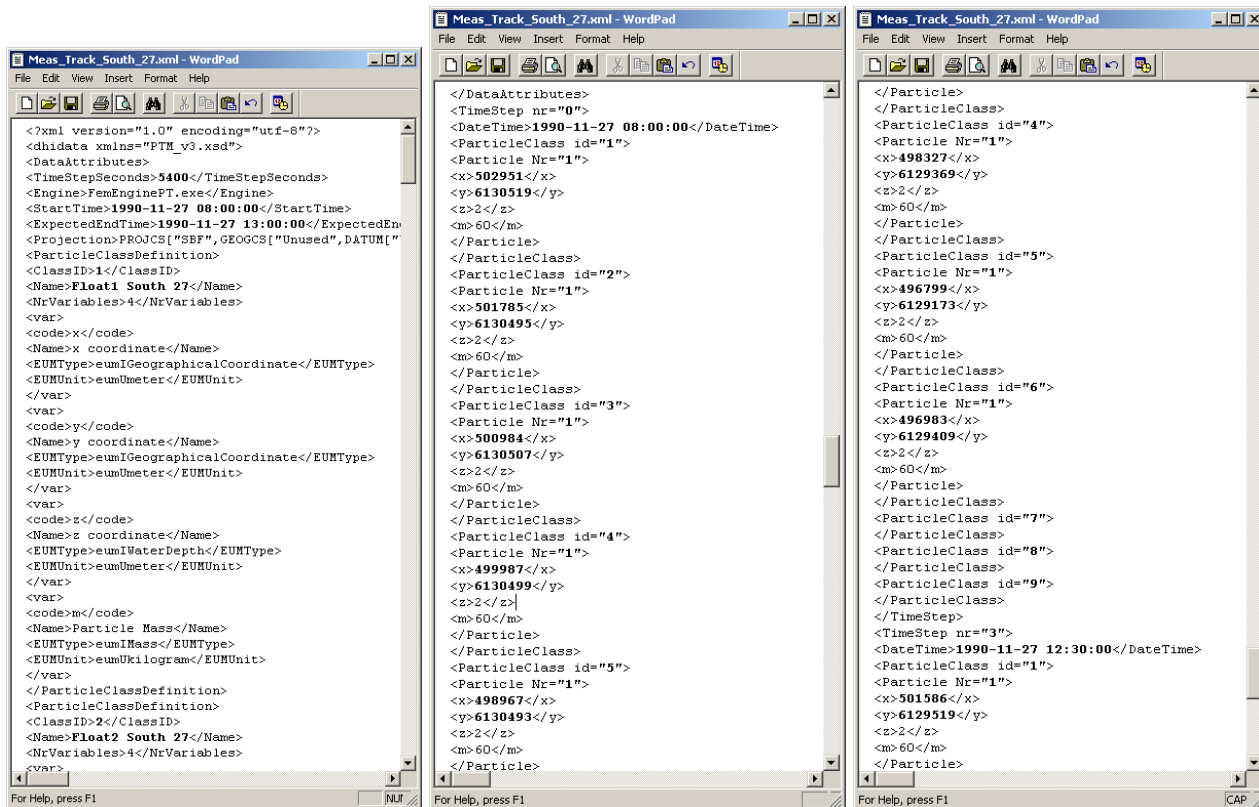 Meas_Track_South_27.xml - WordPad
File Edit View Insert Format Help
<?xml version="1.0" encoding="utf-8"?>
<dhidata xmlns="PTM_v3.xsd">
<DataAttributes>
<TimeStepSeconds>5400</TimeStepSeconds>
<Engine>FemEnginePT.exe</Engine>
<StartTime>1990-11-27 08:00:00</StartTime>
<ExpectedEndTime>1990-11-27 13:00:00</ExpectedEn
<Projection>PROJCS["SBF",GEOGCS["Unused",DATUM["
<ParticleClassDefinition>
<ClassID>1</ClassID>
<Name>Float1 South 27</Name>
<NrVariables>4</NrVariables>
<var>
<code>x</code>
<Name>x coordinate</Name>
<EUMType>eumIGeographicalCoordinate</EUMType>
<EUMUnit>eumUmeter</EUMUnit>
</var>
<var>
<code>y</code>
<Name>y coordinate</Name>
<EUMType>eumIGeographicalCoordinate</EUMType>
<EUMUnit>eumUmeter</EUMUnit>
</var>
<var>
<code>z</code>
<Name>z coordinate</Name>
<EUMType>eumIWaterDepth</EUMType>
<EUMUnit>eumUmeter</EUMUnit>
</var>
<var>
<code>m</code>
<Name>Particle Mass</Name>
<EUMType>eumIMass</EUMType>
<EUMUnit>eumUkilogram</EUMUnit>
</var>
</ParticleClassDefinition>
<ParticleClassDefinition>
<ClassID>2</ClassID>
<Name>Float2 South 27</Name>
<NrVariables>4</NrVariables>
<var>
For Help, press F1
Meas_Track_South_27.xml - WordPad
File Edit View Insert Format Help
</DataAttributes>
<TimeStep nr="0">
<DateTime>1990-11-27 08:00:00</DateTime>
<ParticleClass id="1">
<Particle Nr="1">
<x>502951</x>
<y>6130519</y>
<z>2</z>
<m>60</m>
</Particle>
</ParticleClass>
<ParticleClass id="2">
<Particle Nr="1">
<x>501785</x>
<y>6130495</y>
<z>2</z>
<m>60</m>
</Particle>
</ParticleClass>
<ParticleClass id="3">
<Particle Nr="1">
<x>500984</x>
<y>6130507</y>
<z>2</z>
<m>60</m>
</Particle>
</ParticleClass>
<ParticleClass id="4">
<Particle Nr="1">
<x>499987</x>
<y>6130499</y>
<z>2</z>
<m>60</m>
</Particle>
</ParticleClass>
<ParticleClass id="5">
<Particle Nr="1">
<x>498967</x>
<y>6130493</y>
<z>2</z>
<m>60</m>
</Particle>
For Help, press F1
Meas_Track_South_27.xml - WordPad
File Edit View Insert Format Help
</Particle>
</ParticleClass>
<ParticleClass id="4">
<Particle Nr="1">
<x>498327</x>
<y>6129369</y>
<z>2</z>
<m>60</m>
</Particle>
</ParticleClass>
<ParticleClass id="5">
<Particle Nr="1">
<x>496799</x>
<y>6129173</y>
<z>2</z>
<m>60</m>
</Particle>
</ParticleClass>
<ParticleClass id="6">
<Particle Nr="1">
<x>496983</x>
<y>6129409</y>
<z>2</z>
<m>60</m>
</Particle>
</ParticleClass>
<ParticleClass id="7">
</ParticleClass>
<ParticleClass id="8">
</ParticleClass>
<ParticleClass id="9">
</ParticleClass>
</TimeStep>
<TimeStep nr="3">
<DateTime>1990-11-27 12:30:00</DateTime>
<ParticleClass id="1">
<Particle Nr="1">
<x>501586</x>
<y>6129519</y>
<z>2</z>
<m>60</m>
</Particle>
For Help, press F1
CAP